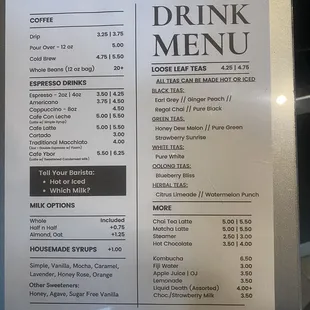 COFFEE
Drip 3.25 | 3.75
Pour Over - 12 oz 5.00
Cold Brew 4.75 | 5.50
Whole Beans (12 oz bag) 20+
ESPRESSO DRINKS
Espresso - 2oz | 4oz 3.50 | 4.25
Americano 3.75 | 4.50
Cappuccino - 8oz 4.50
Cafe Con Leche 5.00 | 5.50
Cafe Latte 5.00 | 5.50
Cortado 3.00
Traditional Macchiato 4.00
Cafe Ybor 5.50 | 6.25
Tell Your Barista:
• Hot or Iced
• Which Milk?
MILK OPTIONS
Whole Included
Half n Half +0.75
Almond, Oat +1.25
HOUSEMADE SYRUPS +1.00
Simple, Vanilla, Mocha, Caramel,
Lavender, Honey, Rose, Orange
Other Sweeteners:
Honey, Agave, Sugar Free Vanilla
DRINK
MENU
LOOSE LEAF TEAS 4.25 | 4.75
ALL TEAS CAN BE MADE HOT OR ICED
BLACK TEAS:
Earl Grey // Ginger Peach //
Regal Chai // Pure Black
GREEN TEAS:
Honey Dew Melon // Pure Green
Strawberry Sunrise
WHITE TEAS:
Pure White
OOLONG TEAS:
Blueberry Bliss
HERBAL TEAS:
Citrus Limeade // Watermelon Punch
MORE
Chai Tea Latte 5.00 | 5.50
Matcha Latte 5.00 | 5.50
Steamer 2.50 | 3.00
Hot Chocolate 3.50 | 4.00
Kombucha 6.50
Fiji Water 3.00
Apple Juice | OJ 3.50
Lemonade 3.50
Liquid Death (Assorted) 4.00+
Choc/Strawberry Milk 3.50